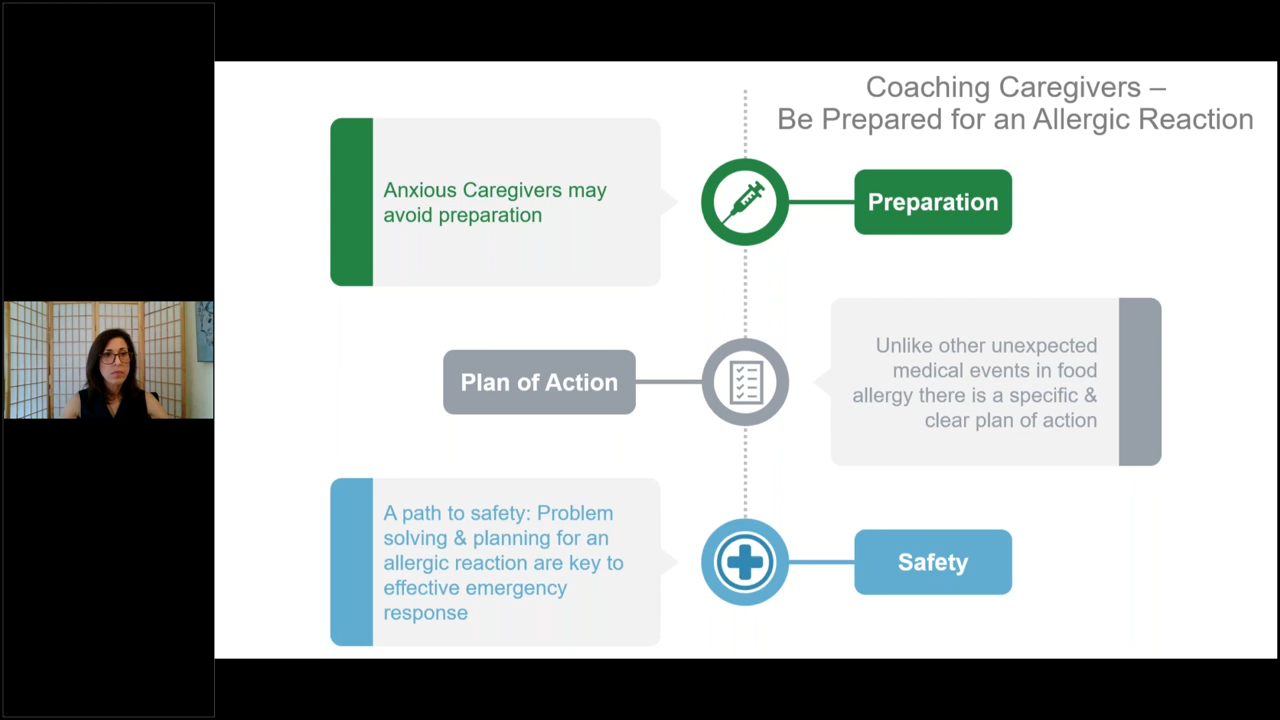 Coaching Caregivers –
Be Prepared for an Allergic Reaction
Anxious Caregivers may
avoid preparation
Preparation
Plan of Action
Unlike other unexpected
medical events in food
allergy there is a specific &
clear plan of action
A path to safety: Problem
solving & planning for an
allergic reaction are key to
effective emergency
response
Safety